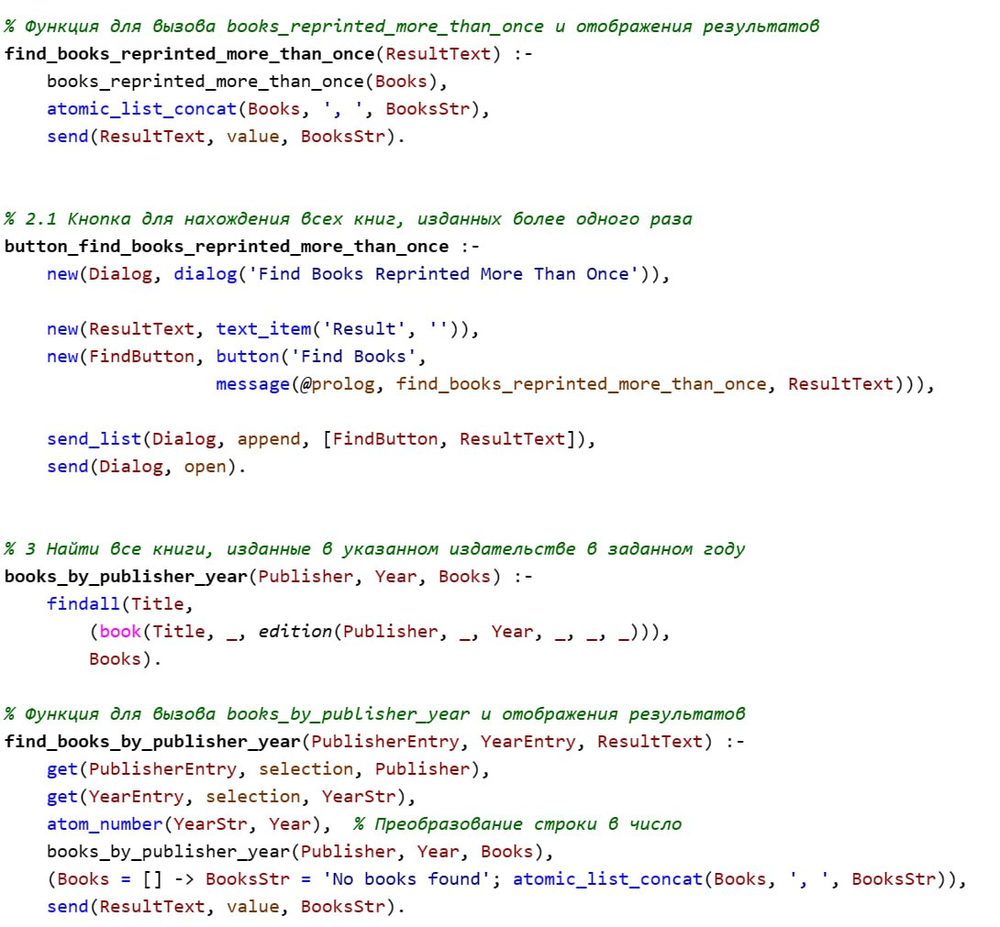 % Функция для вызова books_reprinted_more_than_once и отображения результатов
find_books_reprinted_more_than_once(ResultText) :-
    books_reprinted_more_than_once(Books),
    atomic_list_concat(Books, ', ', BooksStr),
    send(ResultText, value, BooksStr).
% 2.1 Кнопка для нахождения всех книг, изданных более одного раза
button_find_books_reprinted_more_than_once :-
    new(Dialog, dialog('Find Books Reprinted More Than Once')),
    new(ResultText, text_item('Result', '')),
    new(FindButton, button('Find Books',
                    message(@prolog, find_books_reprinted_more_than_once, ResultText))),
    send_list(Dialog, append, [FindButton, ResultText]),
    send(Dialog, open).
% 3 Найти все книги, изданные в указанном издательстве в заданном году
books_by_publisher_year(Publisher, Year, Books) :-
    findall(Title,
        (book(Title, _, edition(Publisher, _, Year, _, _, _))),
        Books).
% Функция для вызова books_by_publisher_year и отображения результатов
find_books_by_publisher_year(PublisherEntry, YearEntry, ResultText) :-
    get(PublisherEntry, selection, Publisher),
    get(YearEntry, selection, YearStr),
    atom_number(YearStr, Year),  % Преобразование строки в число
    books_by_publisher_year(Publisher, Year, Books),
    (Books = [] -> BooksStr = 'No books found'; atomic_list_concat(Books, ', ', BooksStr)),
    send(ResultText, value, BooksStr).